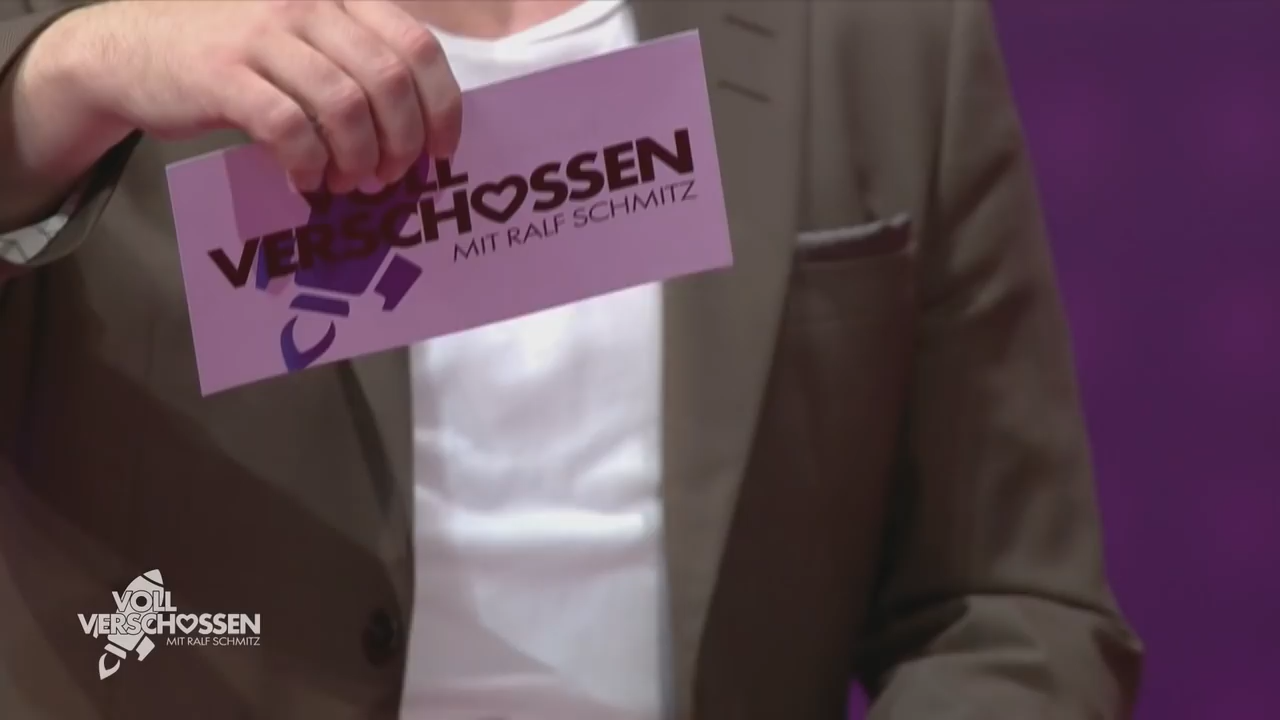 VOLL
VERSCHOSSEN
MIT RALF SCHMITZ
VOLL
VERSCHOSSEN
MIT RALF SCHMITZ